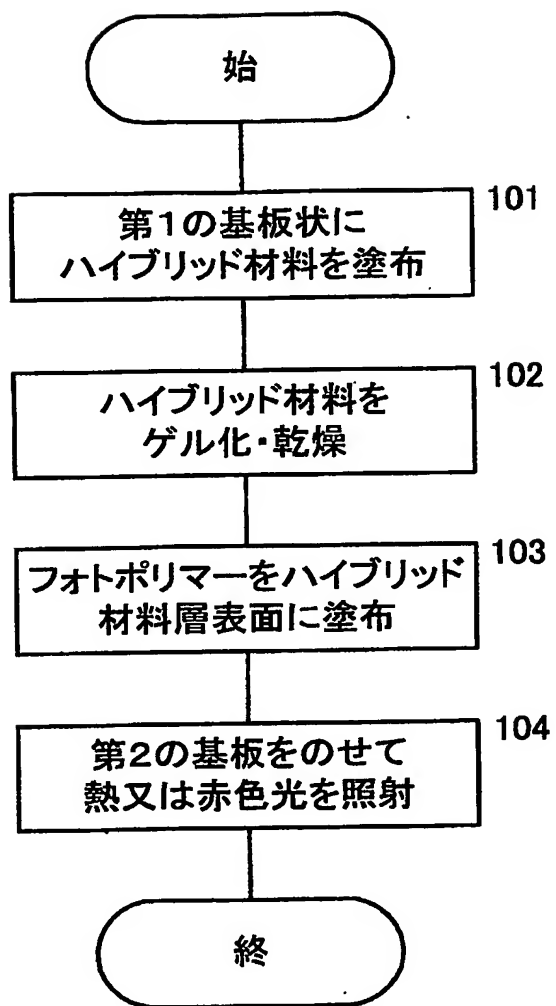 始
101
第1の基板状に
ハイブリッド材料を塗布
102
ハイブリッド材料を
ゲル化・乾燥
103
フォトポリマーをハイブリッド
材料層表面に塗布
104
第2の基板をのせて
熱又は赤色光を照射
終